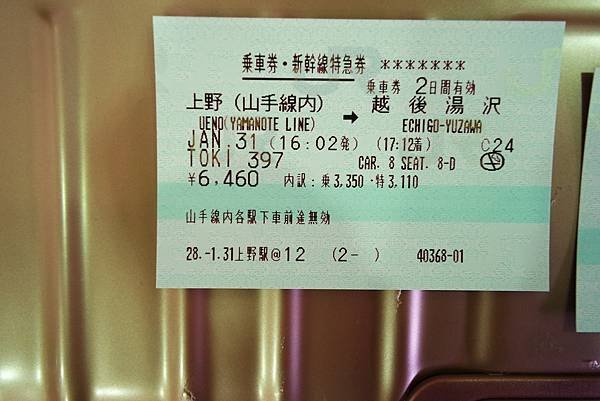 乗車券・新幹線特急券 *******
乗車券 2日間有効
上野(山手線内) ➡ 越後湯沢
UENO(YAMANOTE LINE) ECHIGO-YUZAWA
JAN.31(16:02発)(17:12着) C24
TOKI 397 CAR.8 SEAT.8-D
¥6,460 内訳:乗3,350・特3,110
山手線内各駅下車前途無効
28.-1.31上野駅@12 (2- ) 40368-01